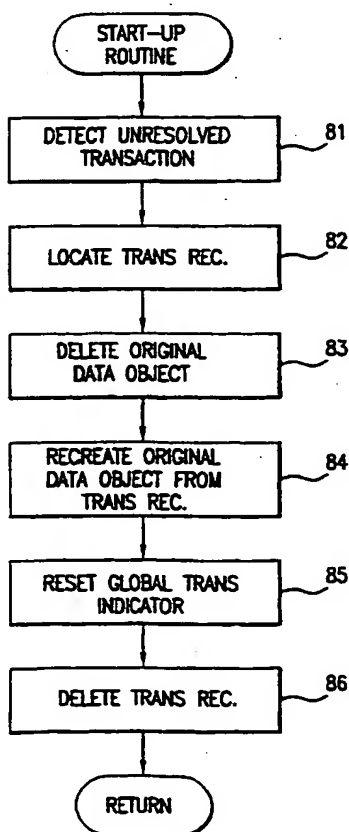 START-UP
ROUTINE
DETECT UNRESOLVED
TRANSACTION
81
LOCATE TRANS REC.
82
DELETE ORIGINAL
DATA OBJECT
83
RECREATE ORIGINAL
DATA OBJECT FROM
TRANS REC.
84
RESET GLOBAL TRANS
INDICATOR
85
DELETE TRANS REC.
86
RETURN